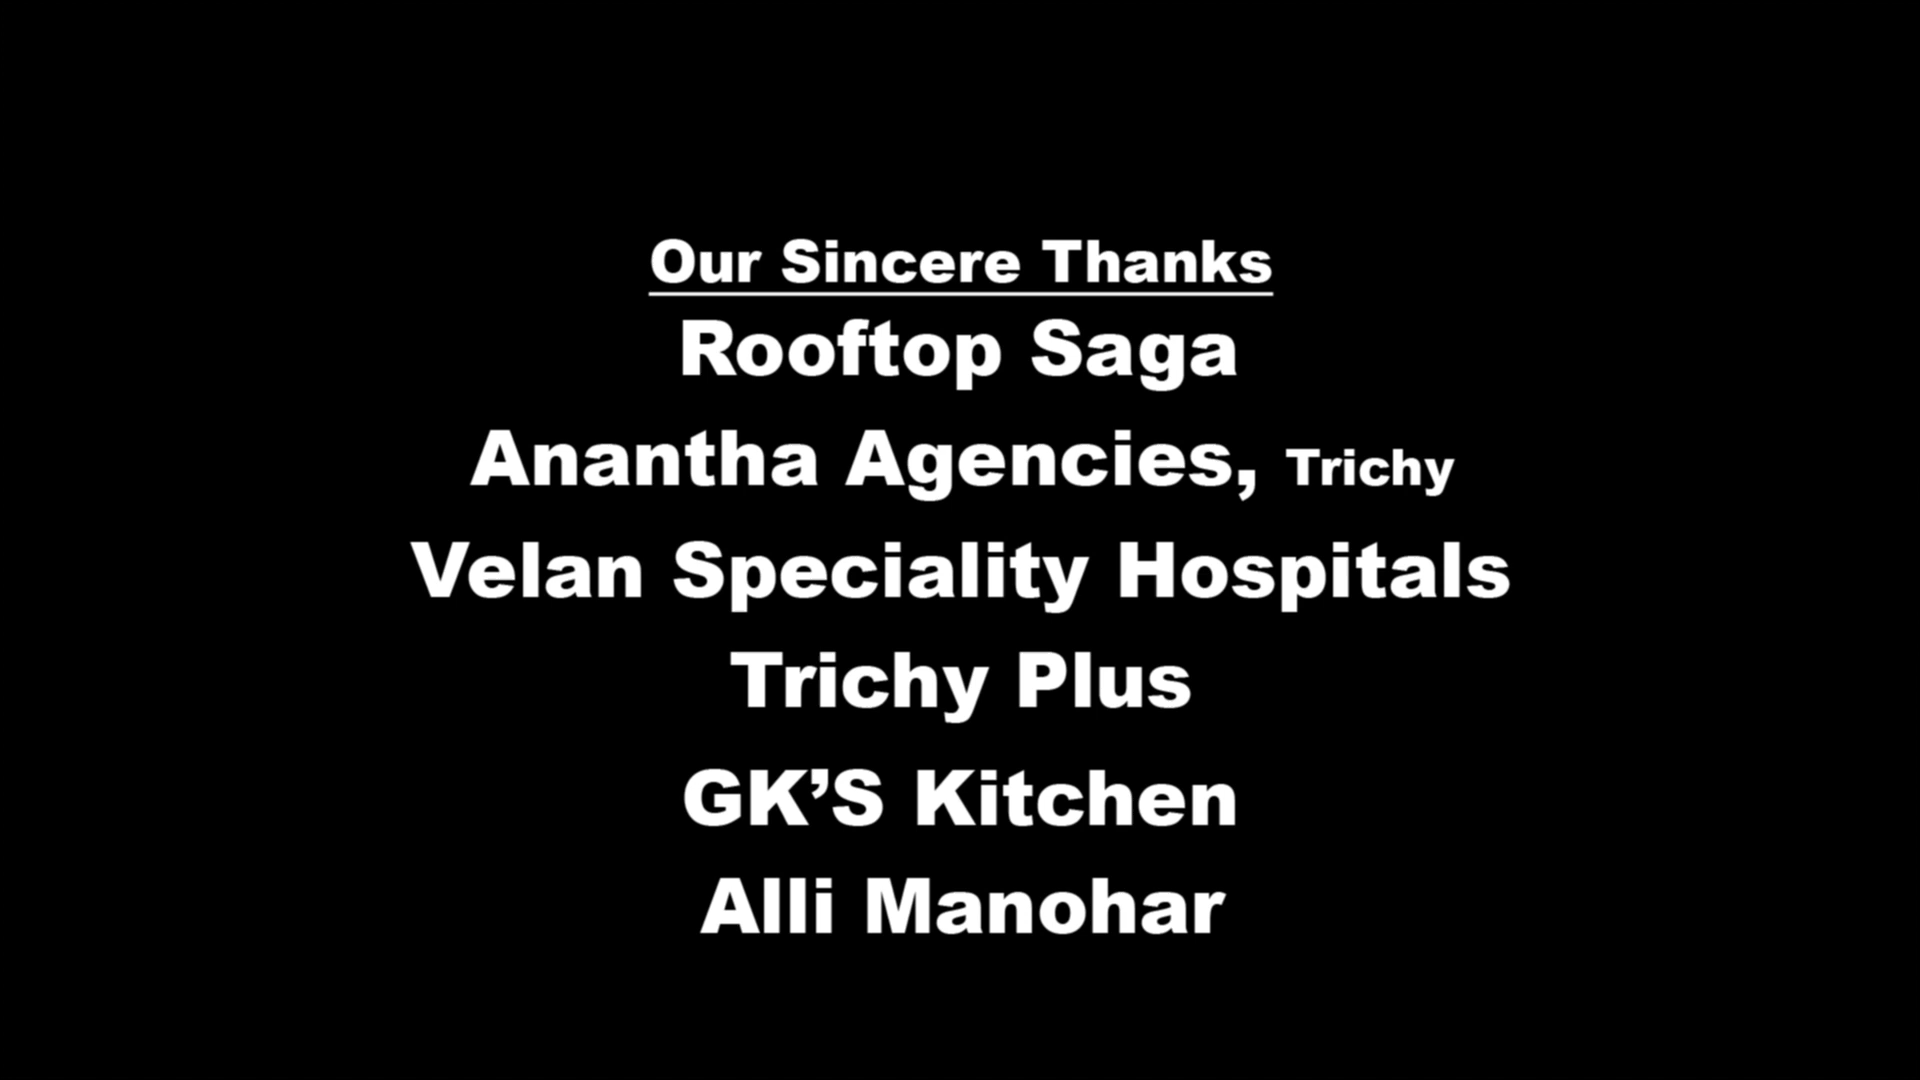 Our Sincere Thanks
Rooftop Saga
Anantha Agencies, Trichy
Velan Speciality Hospitals
Trichy Plus
GK’S Kitchen
Alli Manohar